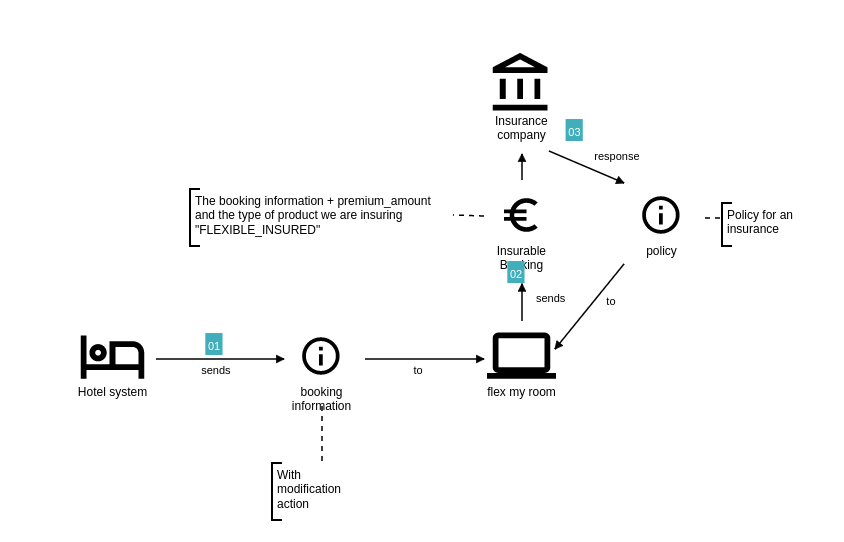 Insurance
company
03
response
The booking information + premium_amount
and the type of product we are insuring
"FLEXIBLE_INSURED"
Policy for an
insurance
Insurable
Booking
policy
02
sends
to
01
sends
to
Hotel system
booking
information
flex my room
With
modification
action